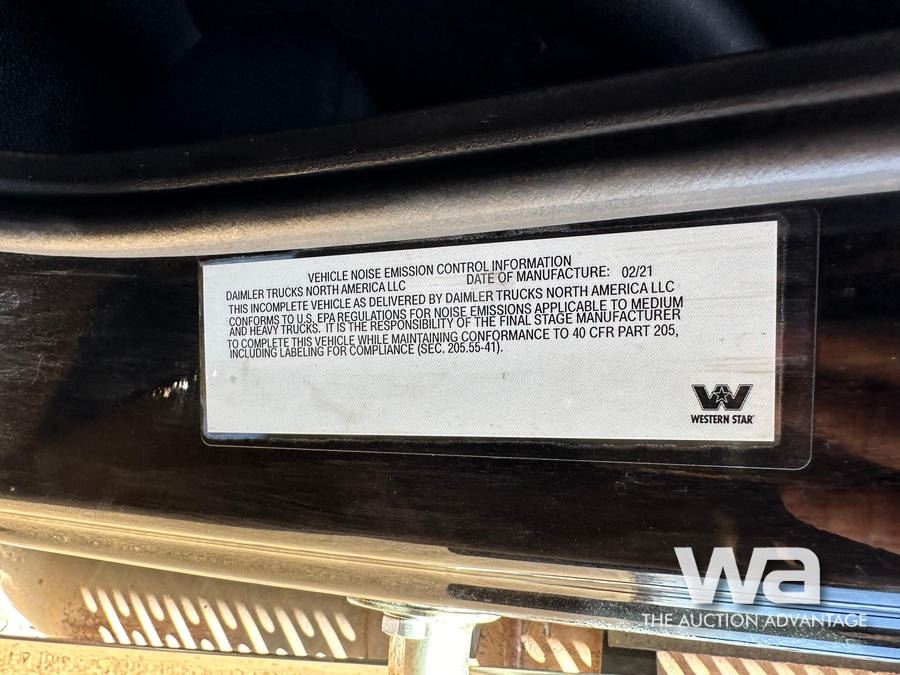 VEHICLE NOISE EMISSION CONTROL INFORMATION
DAIMLER TRUCKS NORTH AMERICA LLC DATE OF MANUFACTURE: 02/21
THIS INCOMPLETE VEHICLE AS DELIVERED BY DAIMLER TRUCKS NORTH AMERICA LLC
CONFORMS TO U.S. EPA REGULATIONS FOR NOISE EMISSIONS APPLICABLE TO MEDIUM
AND HEAVY TRUCKS. IT IS THE RESPONSIBILITY OF THE FINAL STAGE MANUFACTURER
TO COMPLETE THIS VEHICLE WHILE MAINTAINING CONFORMANCE TO 40 CFR PART 205,
INCLUDING LABELING FOR COMPLIANCE (SEC. 205.55-41).
WESTERN STAR
wa
THE AUCTION ADVANTAGE